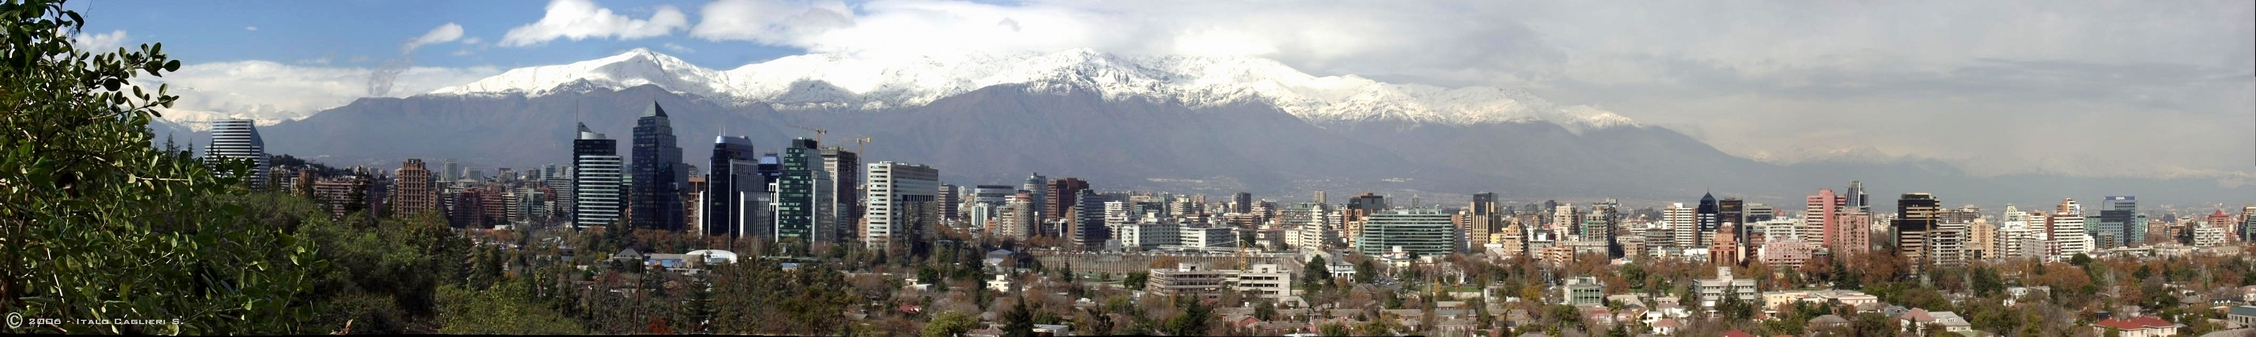 © 2006 - Italo Caglieri S.